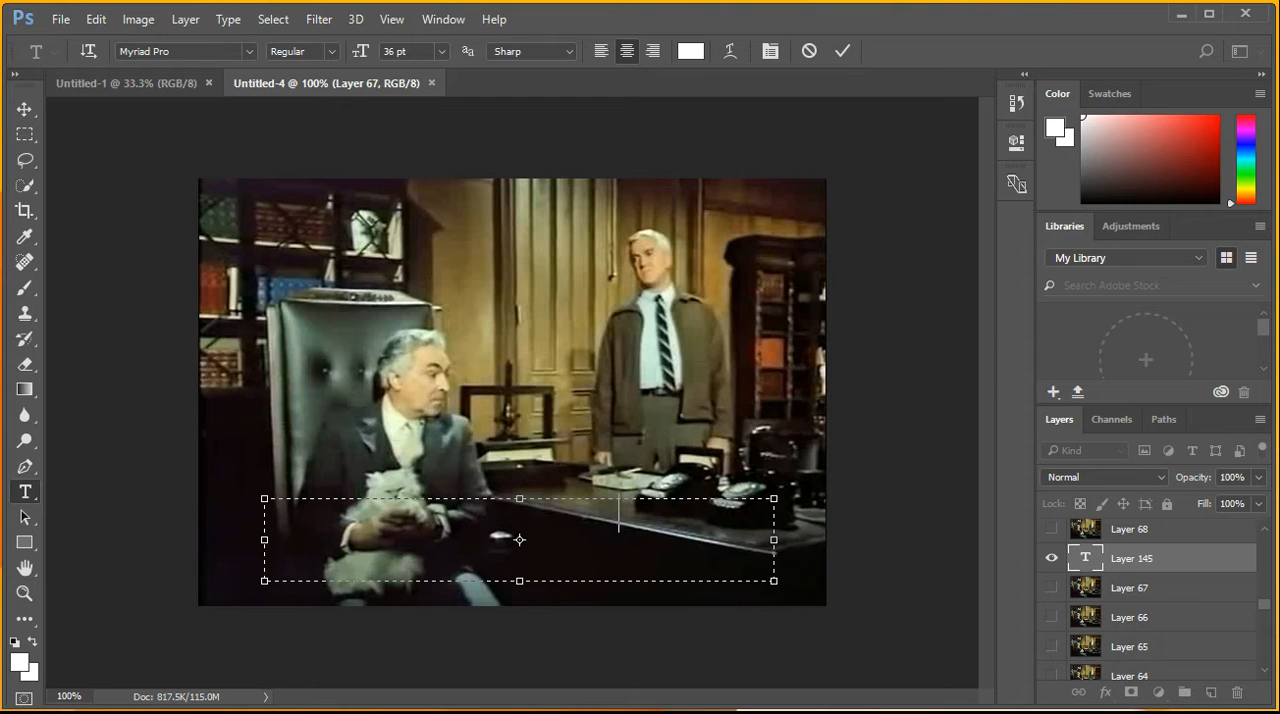 Ps File Edit Image Layer Type Select Filter 3D View Window Help
T Myriad Pro Regular 36 pt Sharp
Untitled-1 @ 33.3% (RGB/8) × Untitled-4 @ 100% (Layer 67, RGB/8) ×
Color Swatches
Libraries Adjustments
My Library
Search Adobe Stock
Layers Channels Paths
Kind
Normal Opacity: 100%
Lock: Fill: 100%
Layer 68
T Layer 145
Layer 67
Layer 66
Layer 65
Layer 64
100% Doc: 817.5K/115.0M